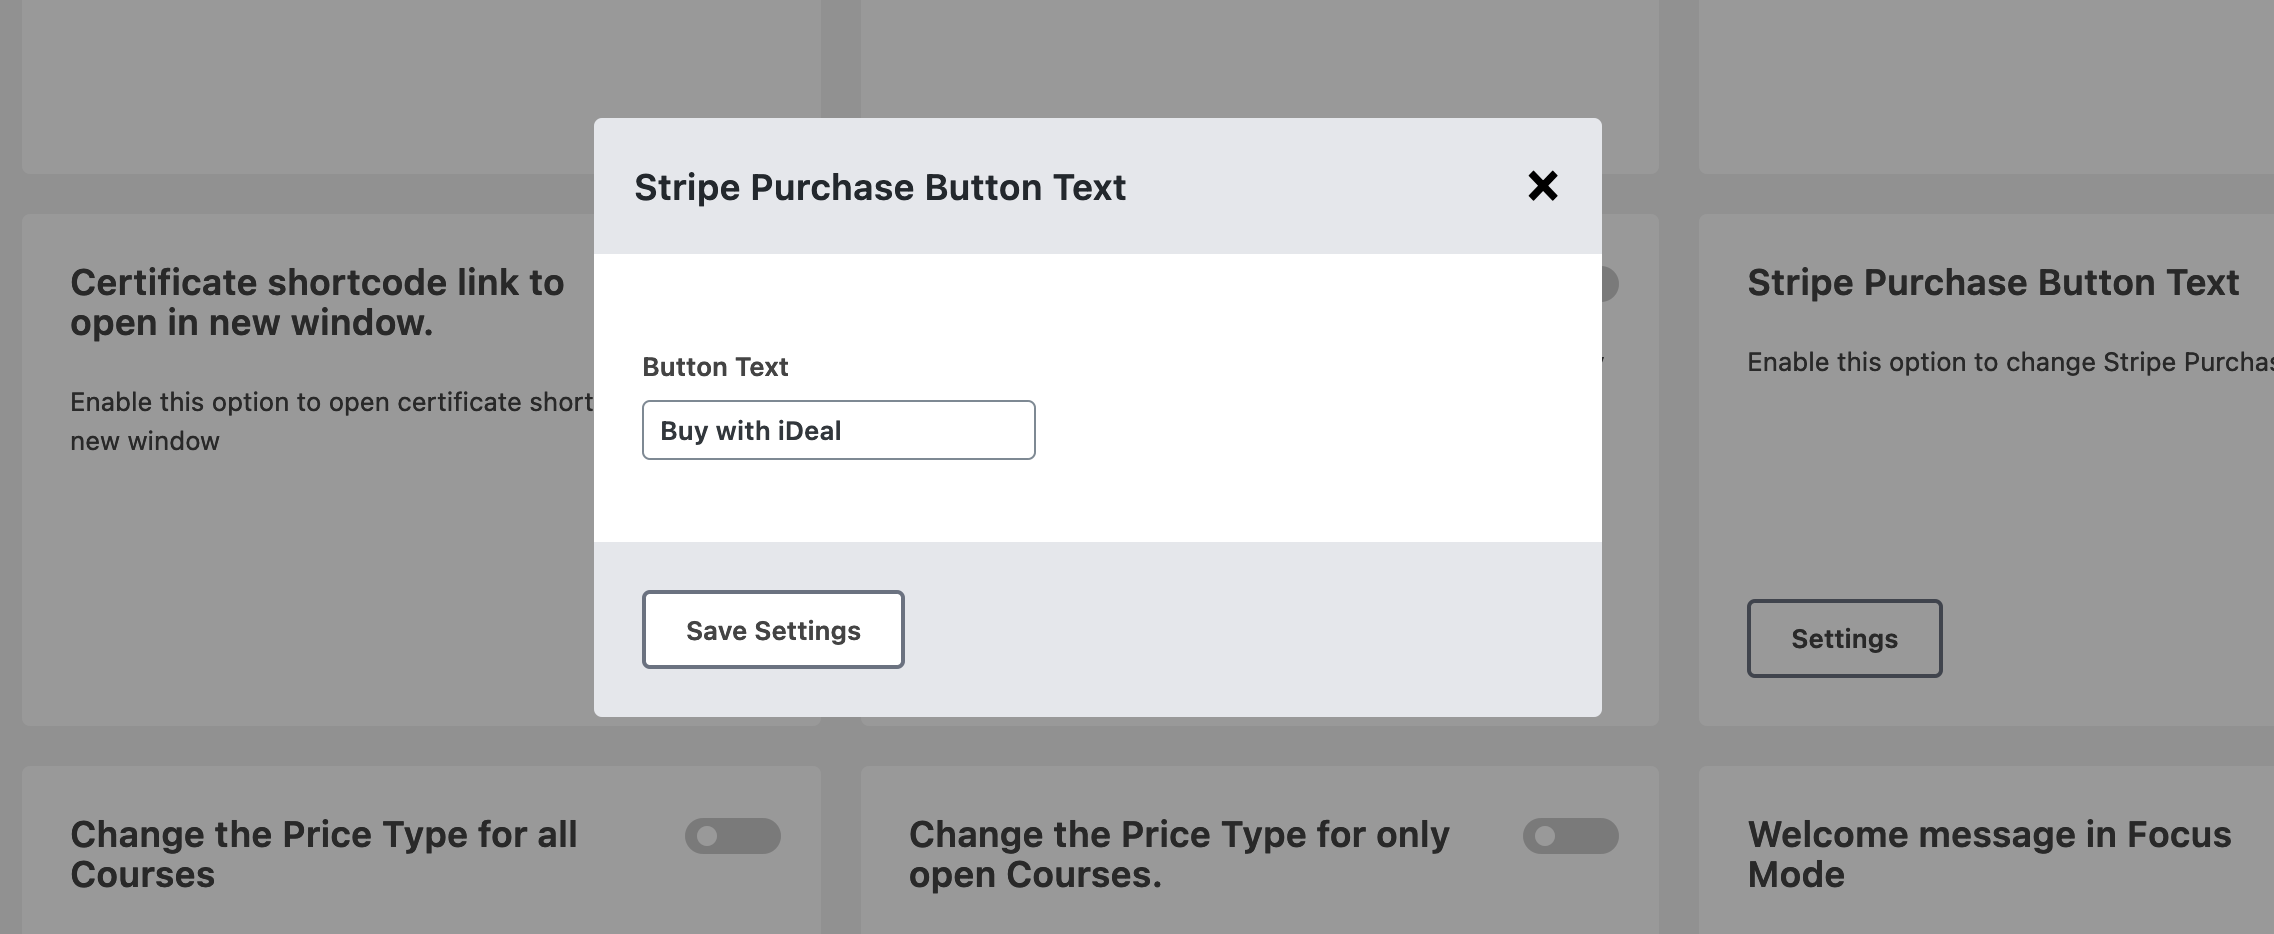 Stripe Purchase Button Text
Button Text
Buy with iDeal
Save Settings
Certificate shortcode link to
open in new window.
Enable this option to open certificate short
new window
Stripe Purchase Button Text
Enable this option to change Stripe
Settings
Change the Price Type for all
Courses
Change the Price Type for only
open Courses.
Welcome message in Focus
Mode